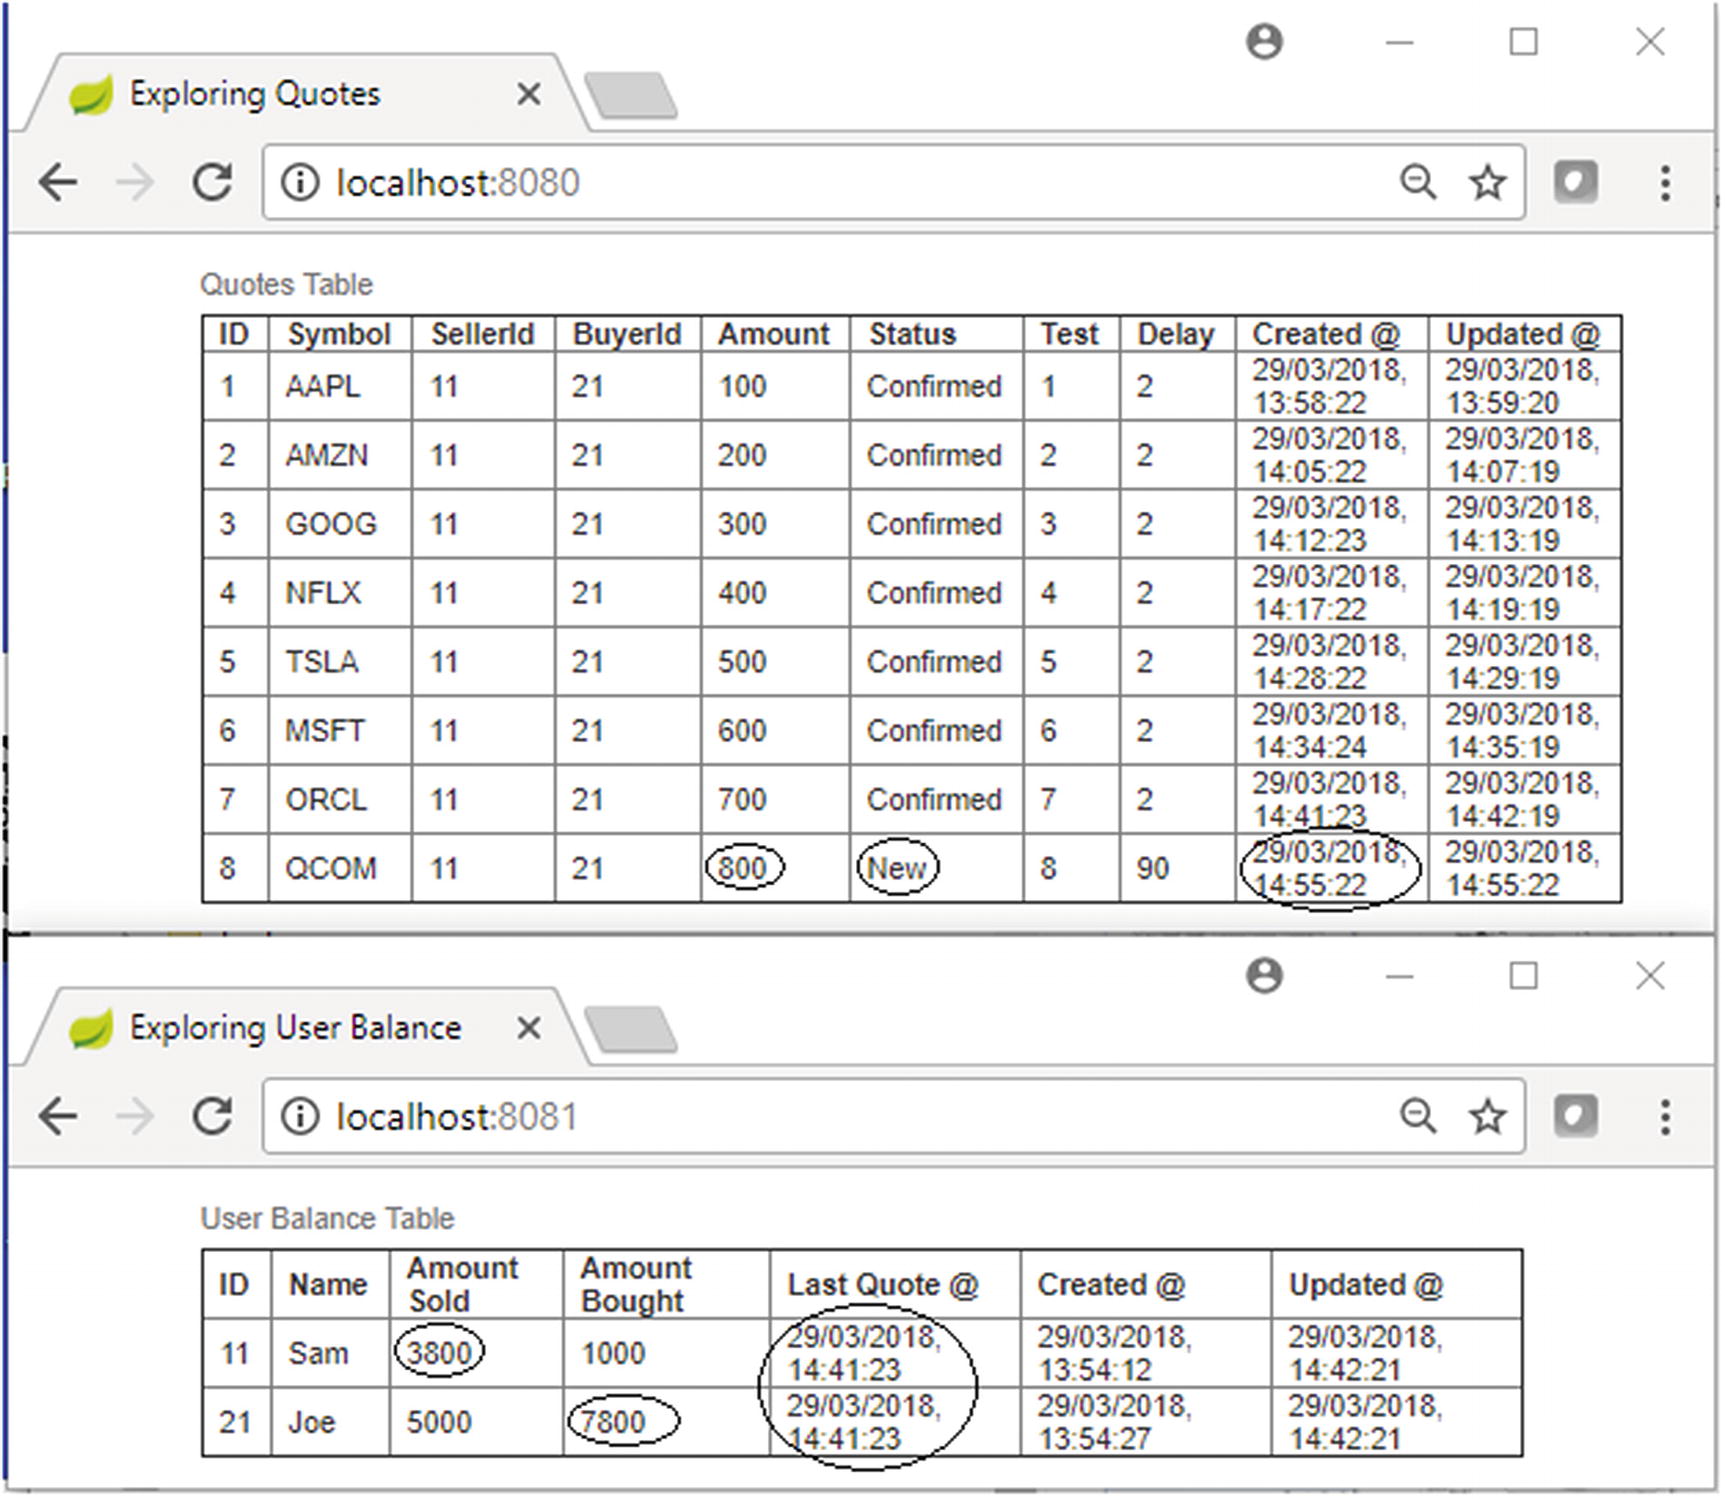 Exploring Quotes
localhost:8080
Quotes Table
ID Symbol SellerId BuyerId Amount Status Test Delay Created @ Updated @
1 AAPL 11 21 100 Confirmed 1 2 29/03/2018, 13:58:22 29/03/2018, 13:59:20
2 AMZN 11 21 200 Confirmed 2 2 29/03/2018, 14:05:22 29/03/2018, 14:07:19
3 GOOG 11 21 300 Confirmed 3 2 29/03/2018, 14:12:23 29/03/2018, 14:13:19
4 NFLX 11 21 400 Confirmed 4 2 29/03/2018, 14:17:22 29/03/2018, 14:19:19
5 TSLA 11 21 500 Confirmed 5 2 29/03/2018, 14:28:22 29/03/2018, 14:29:19
6 MSFT 11 21 600 Confirmed 6 2 29/03/2018, 14:34:24 29/03/2018, 14:35:19
7 ORCL 11 21 700 Confirmed 7 2 29/03/2018, 14:41:23 29/03/2018, 14:42:19
8 QCOM 11 21 800 New 8 90 29/03/2018, 14:55:22 29/03/2018, 14:55:22
Exploring User Balance
localhost:8081
User Balance Table
ID Name Amount Sold Amount Bought Last Quote @ Created @ Updated @
11 Sam 3800 1000 29/03/2018, 14:41:23 29/03/2018, 13:54:12 29/03/2018, 14:42:21
21 Joe 5000 7800 29/03/2018, 14:41:23 29/03/2018, 13:54:27 29/03/2018, 14:42:21